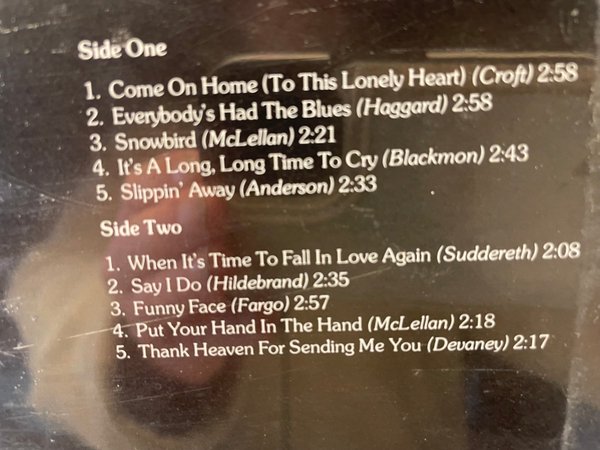 Side One
1. Come On Home (To This Lonely Heart) (Croft) 2:58
2. Everybody's Had The Blues (Haggard) 2:58
3. Snowbird (McLellan) 2:21
4. It's A Long, Long Time To Cry (Blackmon) 2:43
5. Slippin' Away (Anderson) 2:33
Side Two
1. When It's Time To Fall In Love Again (Suddereth) 2:08
2. Say I Do (Hildebrand) 2:35
3. Funny Face (Fargo) 2:57
4. Put Your Hand In The Hand (McLellan) 2:18
5. Thank Heaven For Sending Me You (Devaney) 2:17